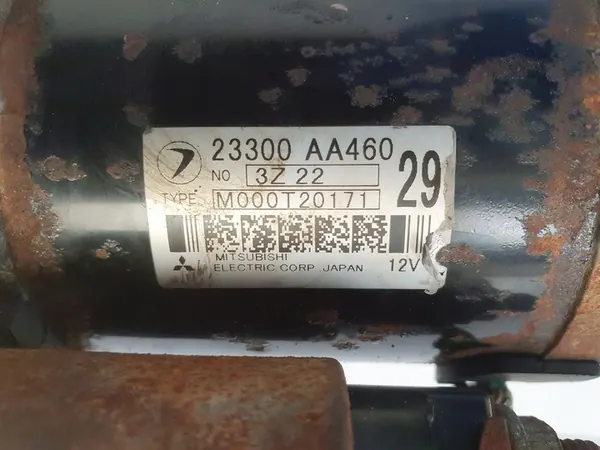 23300 AA460
NO 3Z 22 29
TYPE M000T20171
MITSUBISHI
ELECTRIC CORP. JAPAN 12V